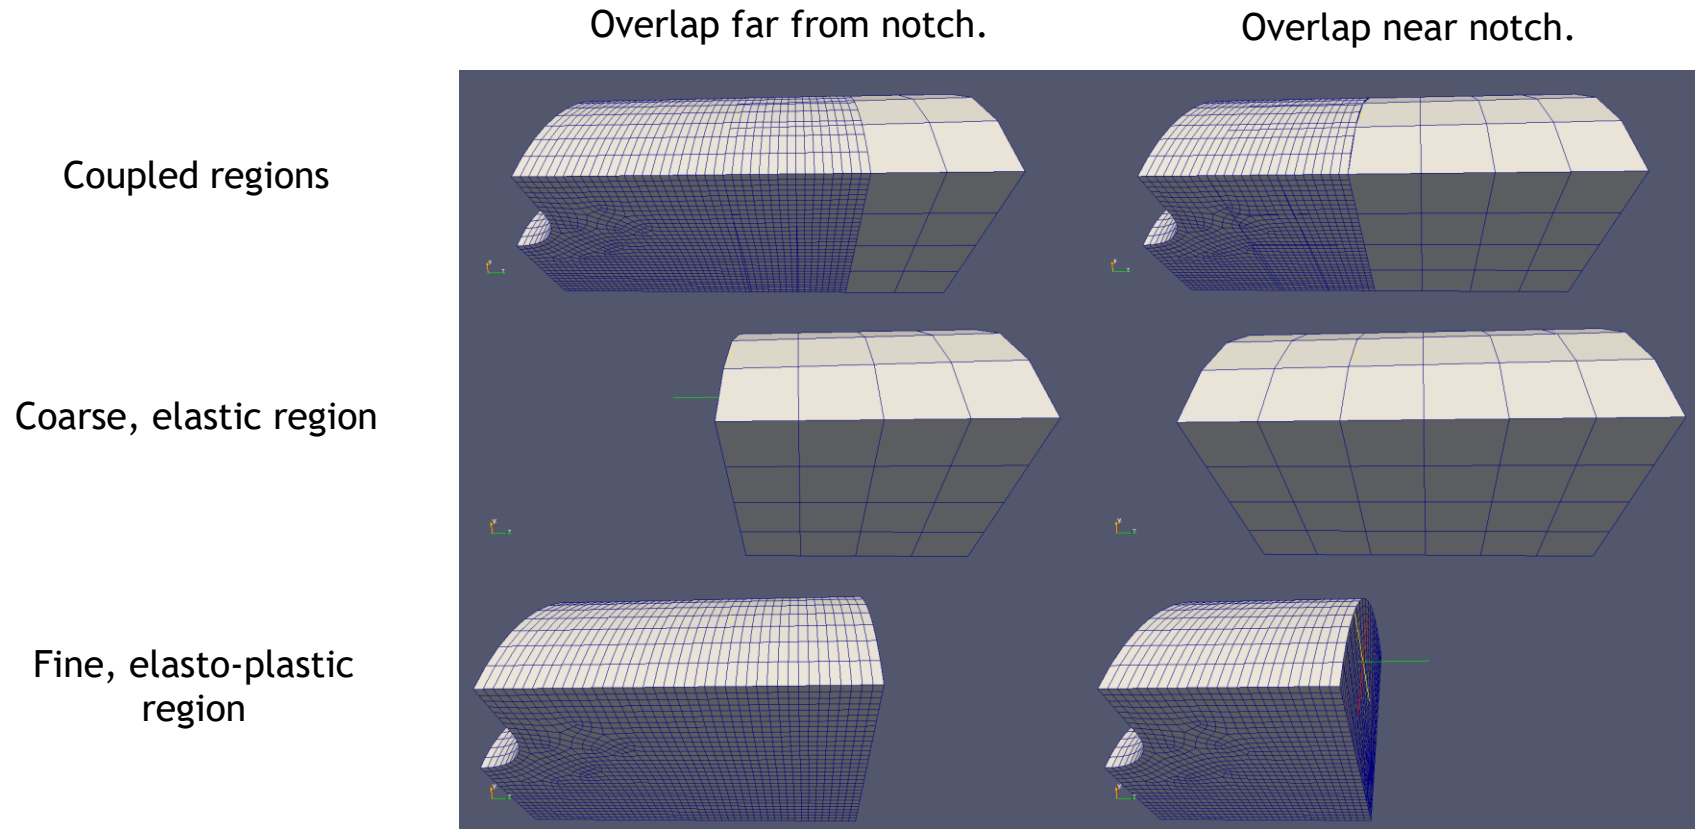 Overlap far from notch.
Overlap near notch.
Coupled regions
Coarse, elastic region
Fine, elasto-plastic
region